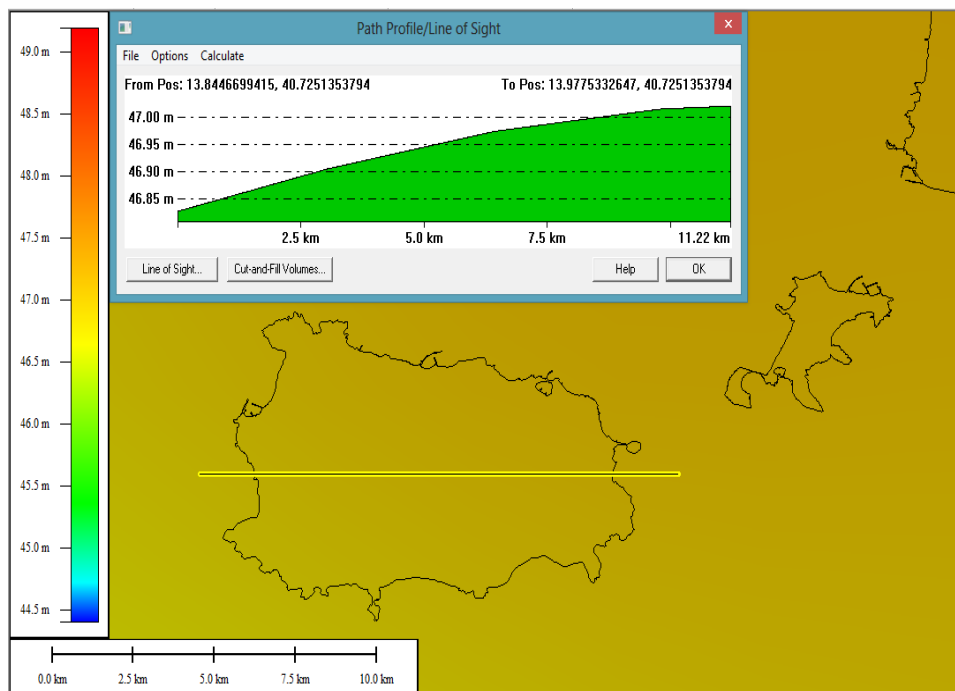 Path Profile/Line of Sight
x
File Options Calculate
From Pos: 13.8446699415, 40.7251353794 To Pos: 13.9775332647, 40.7251353794
47.00 m
46.95 m
46.90 m
46.85 m
2.5 km 5.0 km 7.5 km 11.22 km
Line of Sight... Cut-and-Fill Volumes... Help OK
49.0 m
48.5 m
48.0 m
47.5 m
47.0 m
46.5 m
46.0 m
45.5 m
45.0 m
44.5 m
0.0 km 2.5 km 5.0 km 7.5 km 10.0 km